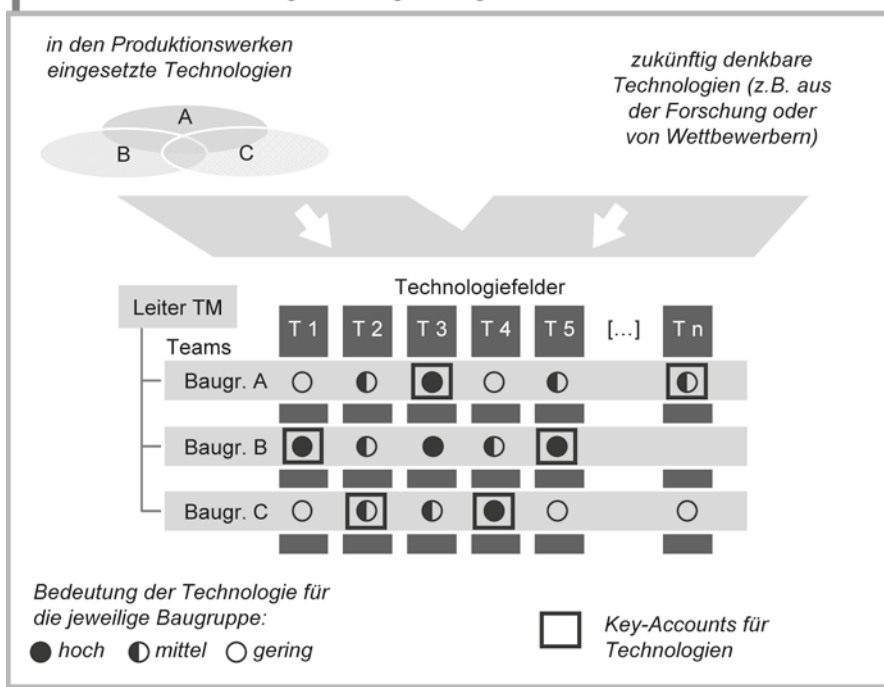 in den Produktionswerken
eingesetzte Technologien
A
B
C
zukünftig denkbare
Technologien (z.B. aus
der Forschung oder
von Wettbewerbern)
Technologiefelder
Leiter TM
Teams
T 1 T 2 T 3 T 4 T 5 [...] T n
Baugr. A
Baugr. B
Baugr. C
Bedeutung der Technologie für
die jeweilige Baugruppe:
hoch mittel gering
Key-Accounts für
Technologien